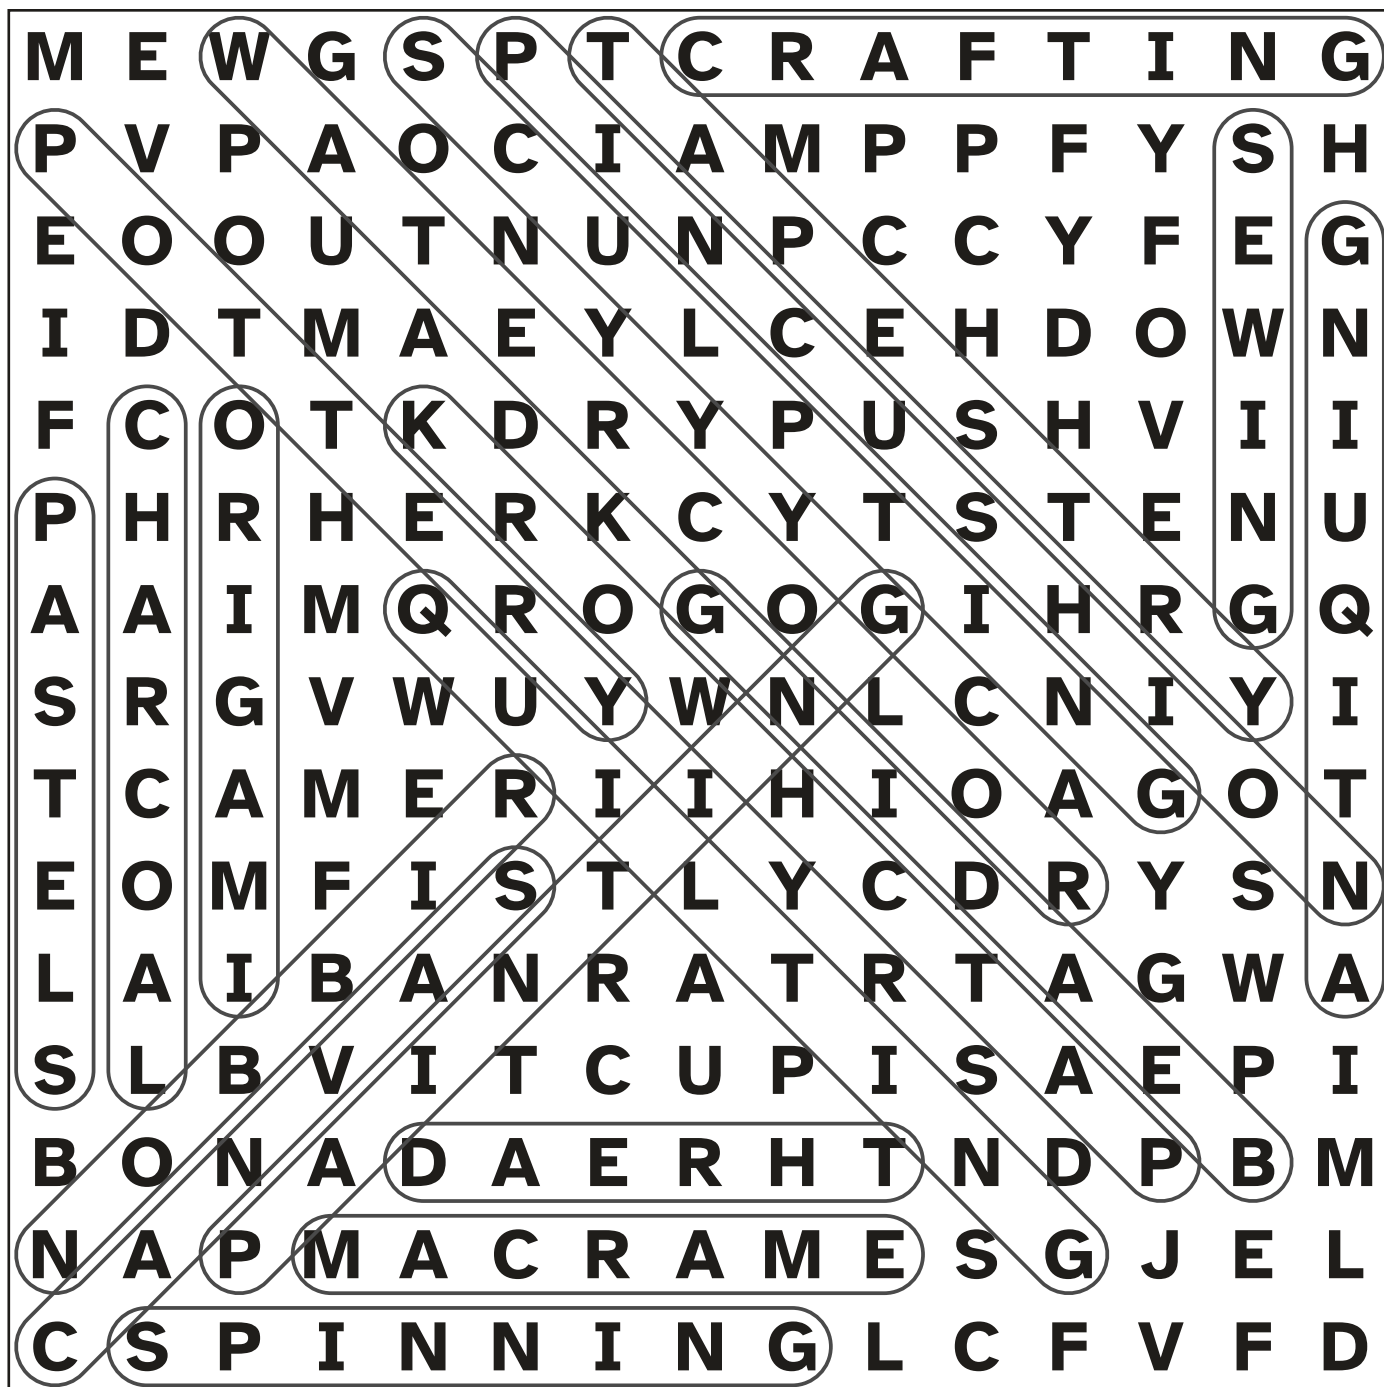 M E W G S P T C R A F T I N G
P V P A O C I A M P P F Y S H
E O O U T N U N P C C Y F E G
I D T M A E Y L C E H D O W N
F C O T K D R Y P U S H V I I
P H R H E R K C Y T S T E N U
A A I M Q R O G O G I H R G Q
S R G V W U Y W N L C N I Y I
T C A M E R I I H I O A G O T
E O M F I S T L Y C D R Y S N
L A I B A N R A T R T A G W A
S L B V I T C U P I S A E P I
B O N A D A E R H T N D P B M
N A P M A C R A M E S G J E L
C S P I N N I N G L C F V F D